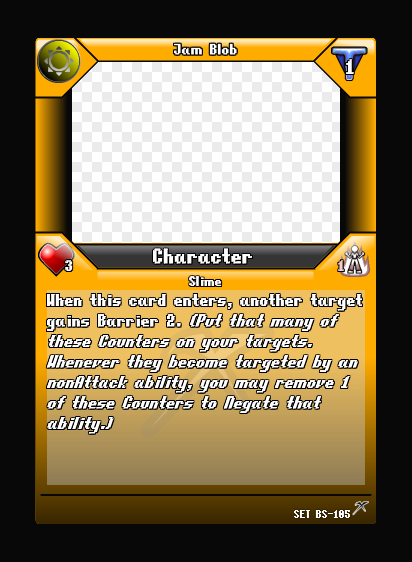 Jam Blob
1
Character
3
1
Slime
When this card enters, another target
gains Barrier 2. (Put that many of
these Counters on your targets.
Whenever they become targeted by an
nonAttack ability, you may remove 1
of these Counters to Negate that
ability.)
SET BS-105